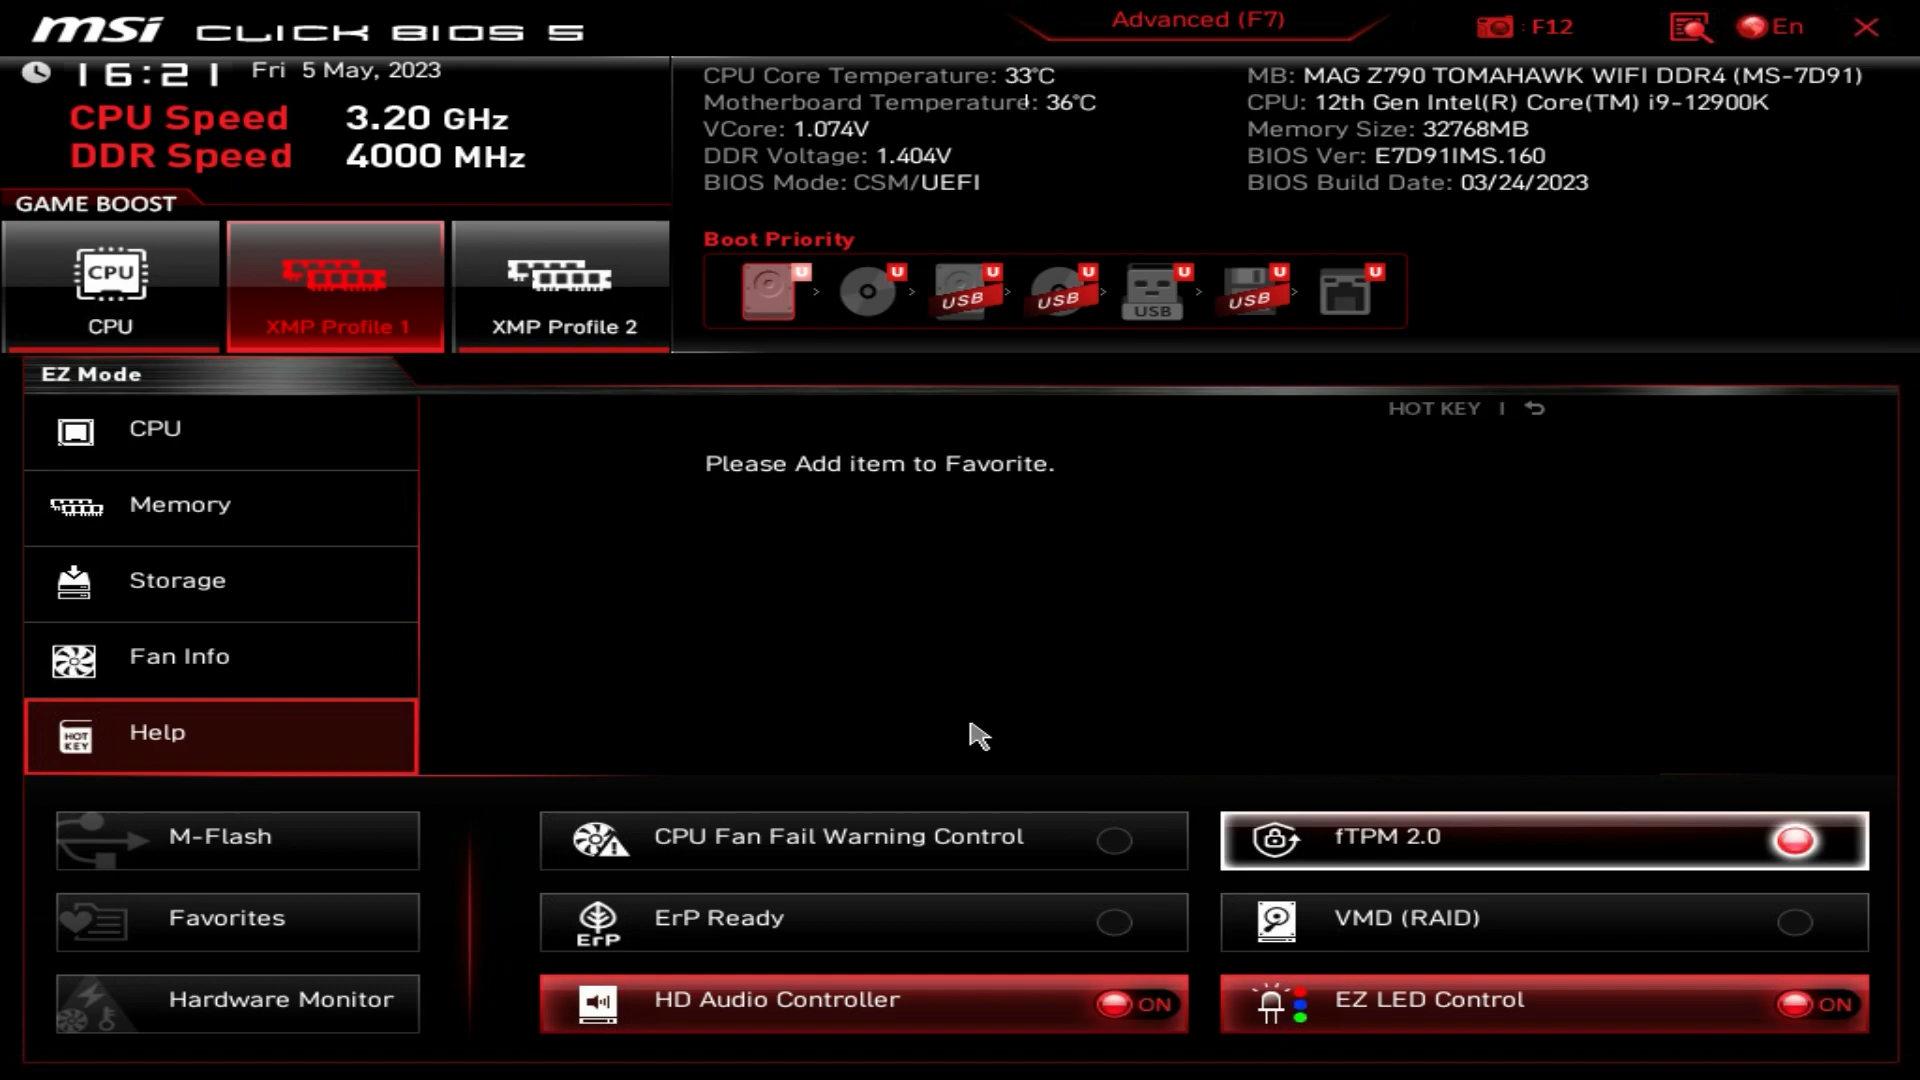 msi CLICK BIOS 5
Advanced (F7)
: F12
En
16:21 Fri 5 May, 2023
CPU Speed 3.20 GHz
DDR Speed 4000 MHz
CPU Core Temperature: 33°C
Motherboard Temperature: 36°C
VCore: 1.074V
DDR Voltage: 1.404V
BIOS Mode: CSM/UEFI
MB: MAG Z790 TOMAHAWK WIFI DDR4 (MS-7D91)
CPU: 12th Gen Intel(R) Core(TM) i9-12900K
Memory Size: 32768MB
BIOS Ver: E7D91IMS.160
BIOS Build Date: 03/24/2023
GAME BOOST
CPU
CPU
XMP Profile 1
XMP Profile 2
Boot Priority
U
U
U
USB
U
USB
U
USB
U
USB
U
EZ Mode
CPU
Memory
Storage
Fan Info
HOT KEY
Help
HOT KEY |
Please Add item to Favorite.
M-Flash
Favorites
Hardware Monitor
CPU Fan Fail Warning Control
ErP
ErP Ready
HD Audio Controller ON
fTPM 2.0
VMD (RAID)
EZ LED Control ON